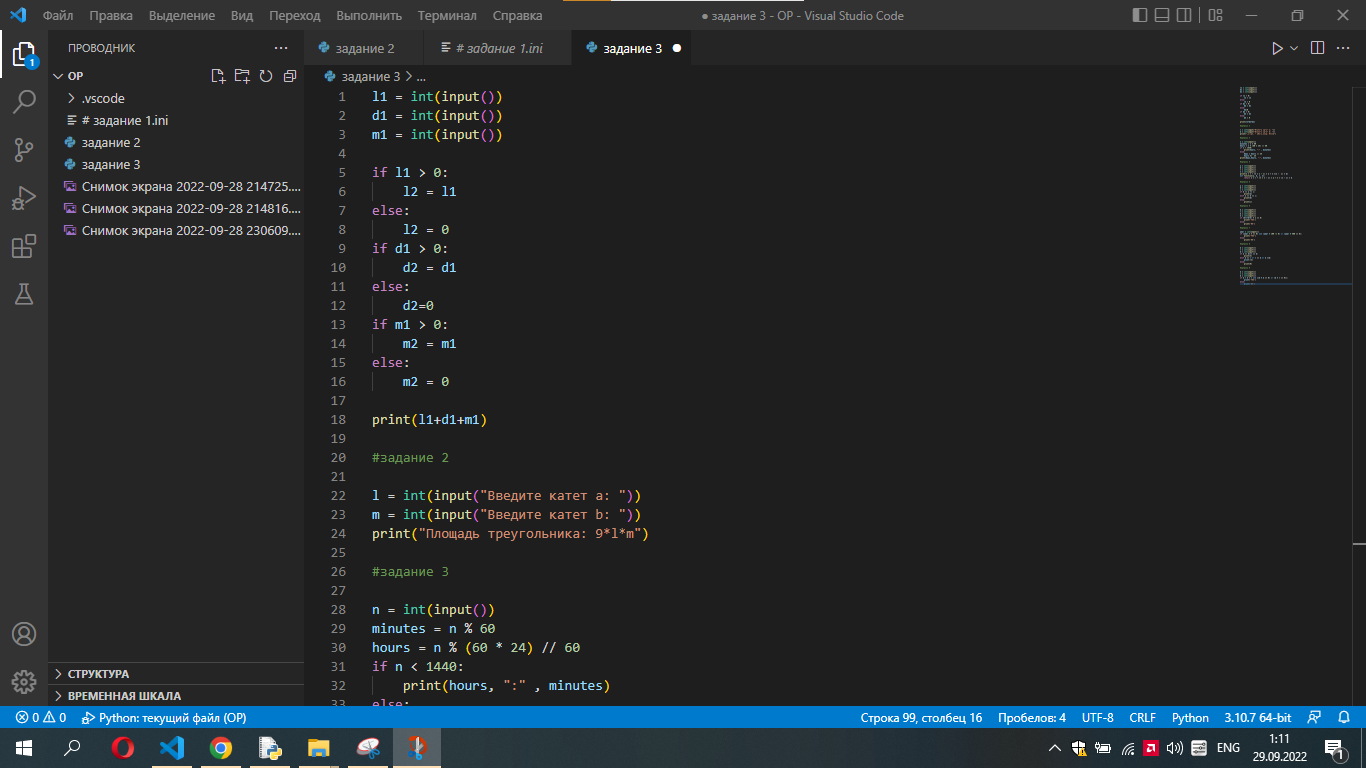 Файл Правка Выделение Вид Переход Выполнить Терминал Справка ● задание 3 - OP - Visual Studio Code
ПРОВОДНИК ···
задание 2 # задание 1.ini задание 3 ●
OP
задание 3 > ...
.vscode
# задание 1.ini
задание 2
задание 3
Снимок экрана 2022-09-28 214725....
Снимок экрана 2022-09-28 214816....
Снимок экрана 2022-09-28 230609....
1
1 l1 = int(input())
2 d1 = int(input())
3 m1 = int(input())
4
5 if l1 > 0:
6 l2 = l1
7 else:
8 l2 = 0
9 if d1 > 0:
10 d2 = d1
11 else:
12 d2=0
13 if m1 > 0:
14 m2 = m1
15 else:
16 m2 = 0
17
18 print(l1+d1+m1)
19
20 #задание 2
21
22 l = int(input("Введите катет a: "))
23 m = int(input("Введите катет b: "))
24 print("Площадь треугольника: 9*l*m")
25
26 #задание 3
27
28 n = int(input())
29 minutes = n % 60
30 hours = n % (60 * 24) // 60
31 if n < 1440:
32 print(hours, ":" , minutes)
33 else:
СТРУКТУРА
ВРЕМЕННАЯ ШКАЛА
0 0 Python: текущий файл (OP) Строка 99, столбец 16 Пробелов: 4 UTF-8 CRLF Python 3.10.7 64-bit
ENG 1:11
29.09.2022
1